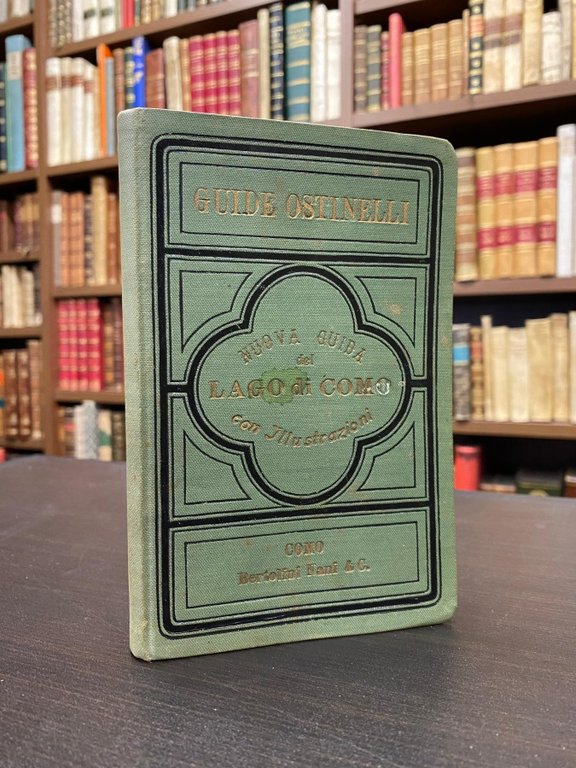 GUIDE OSTINELLI
NUOVA GUIDA
del
LAGO di COMO
con Illustrazioni
COMO
Bertolini Nani & C.